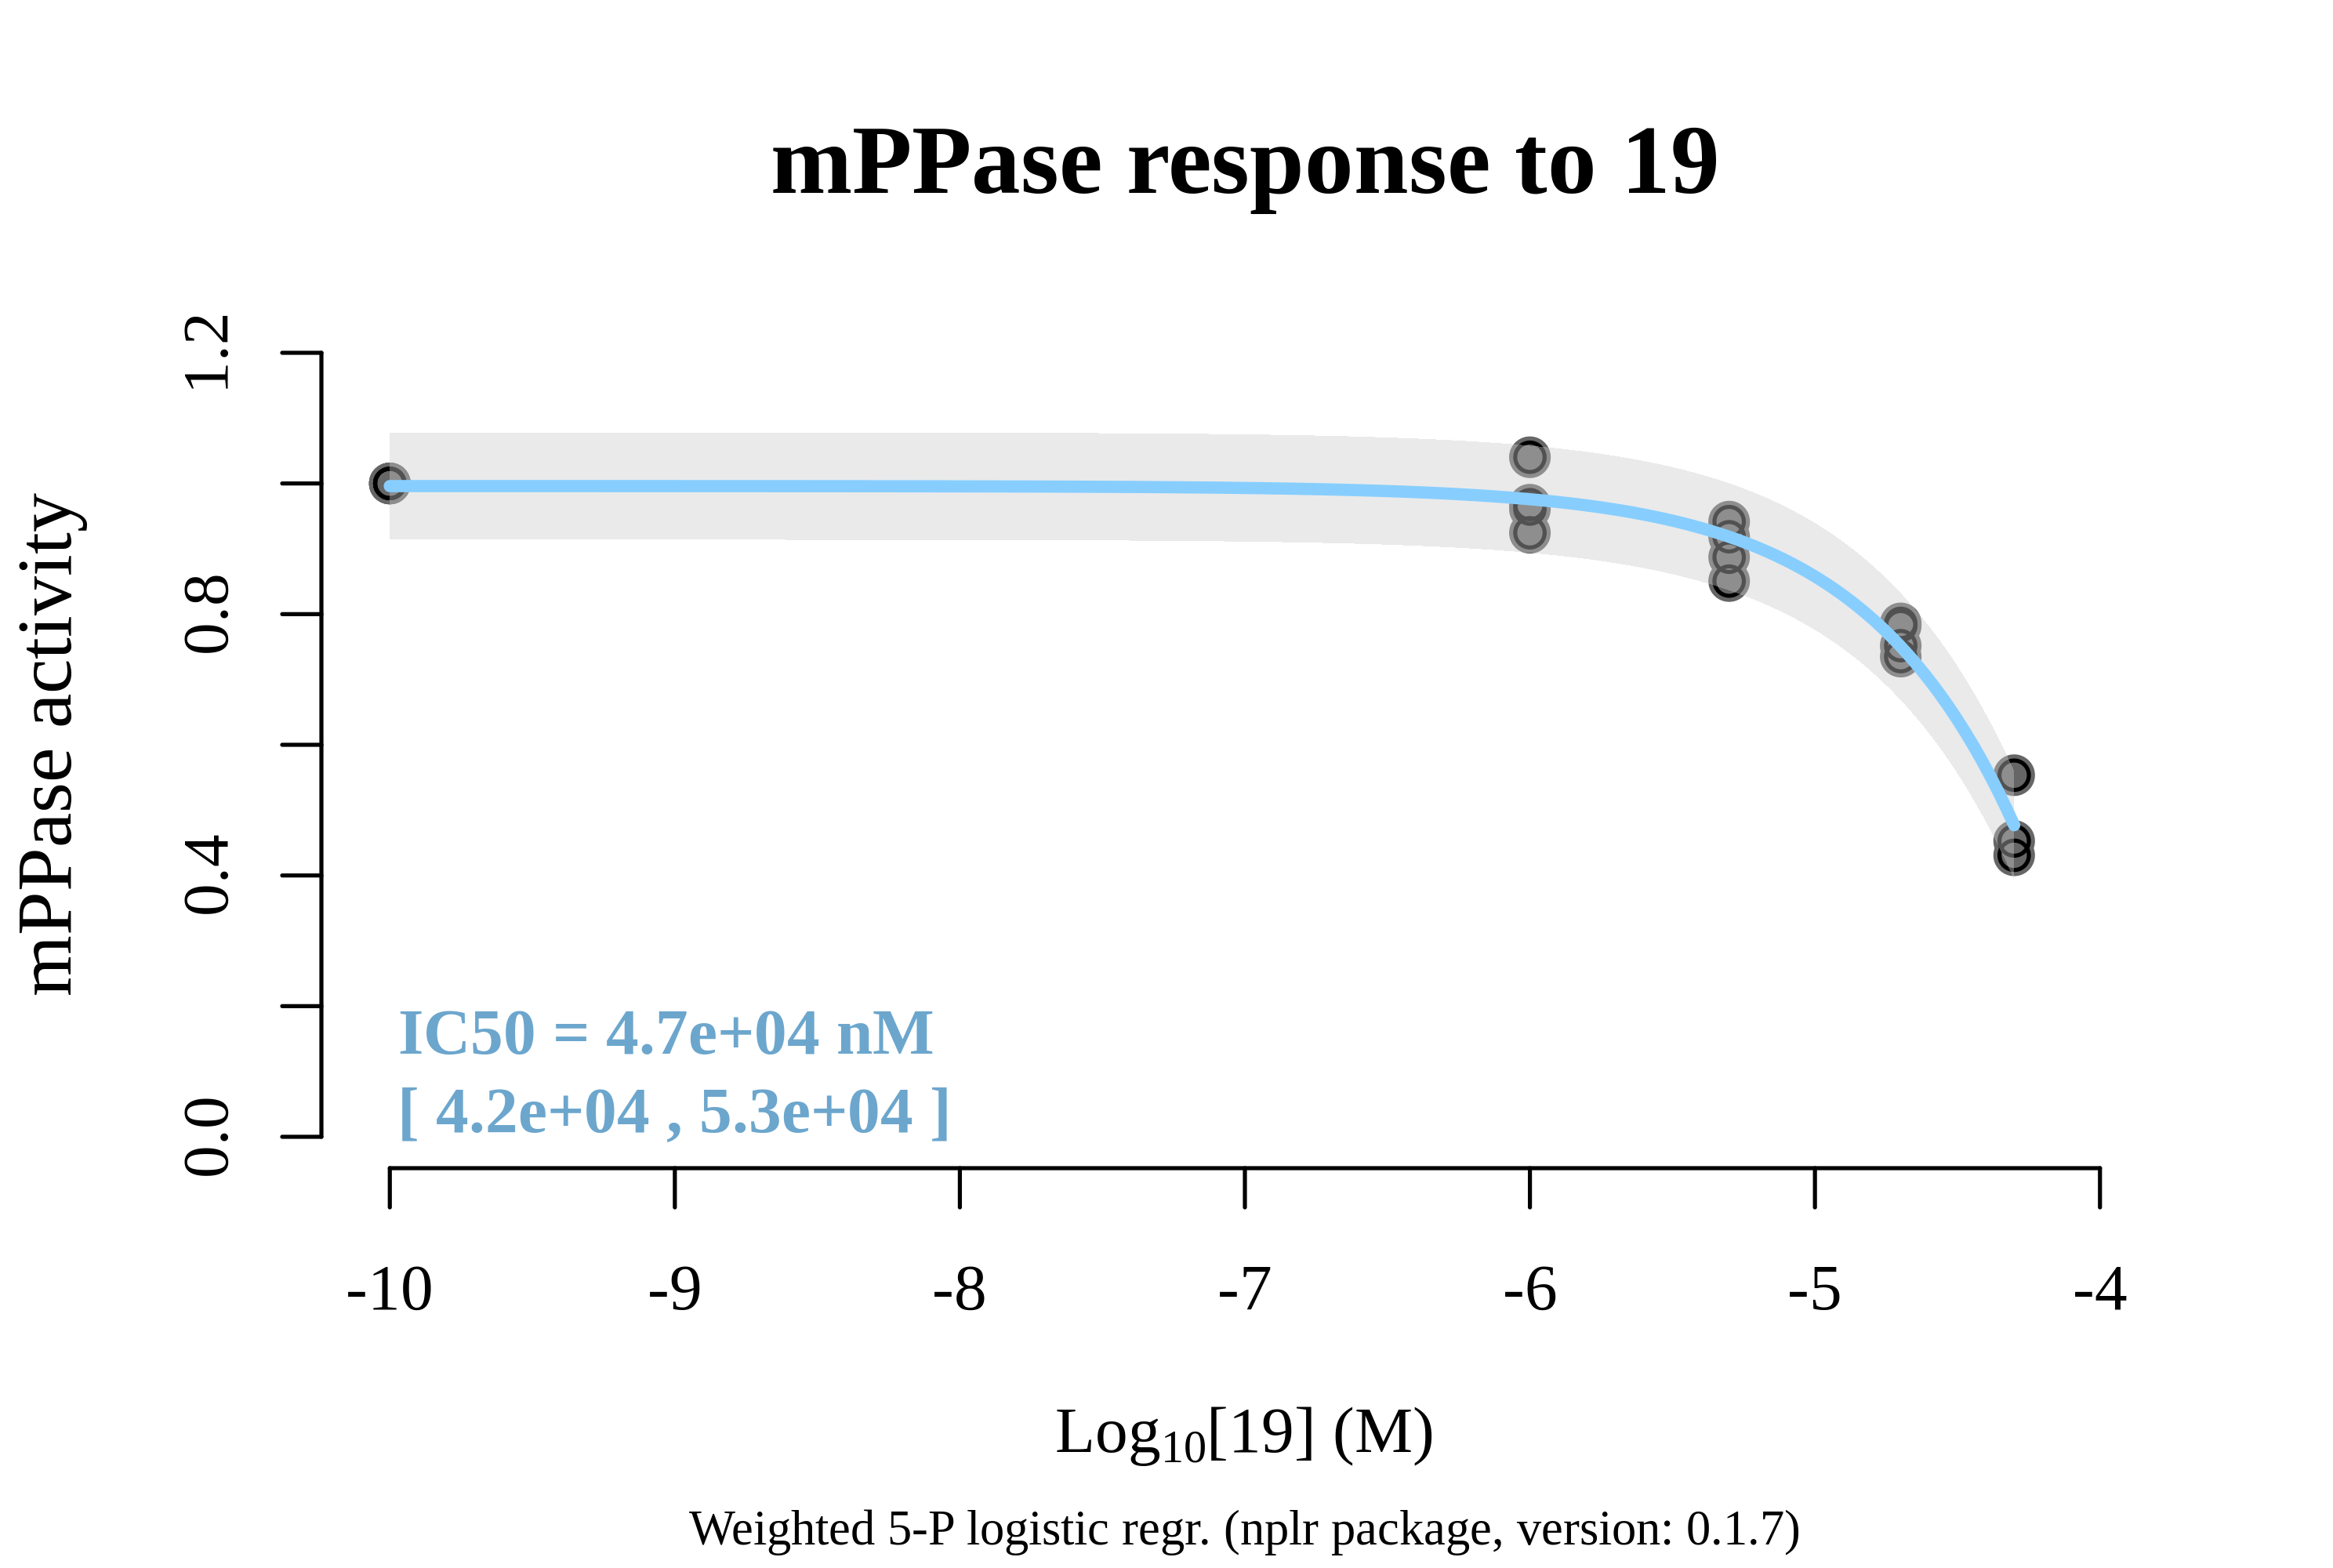 mPPase response to 19
mPPase activity
1.2
0.8
0.4
0.0
IC50 = 4.7e+04 nM
[ 4.2e+04 , 5.3e+04 ]
-10 -9 -8 -7 -6 -5 -4
Log₁₀[19] (M)
Weighted 5-P logistic regr. (nplr package, version: 0.1.7)